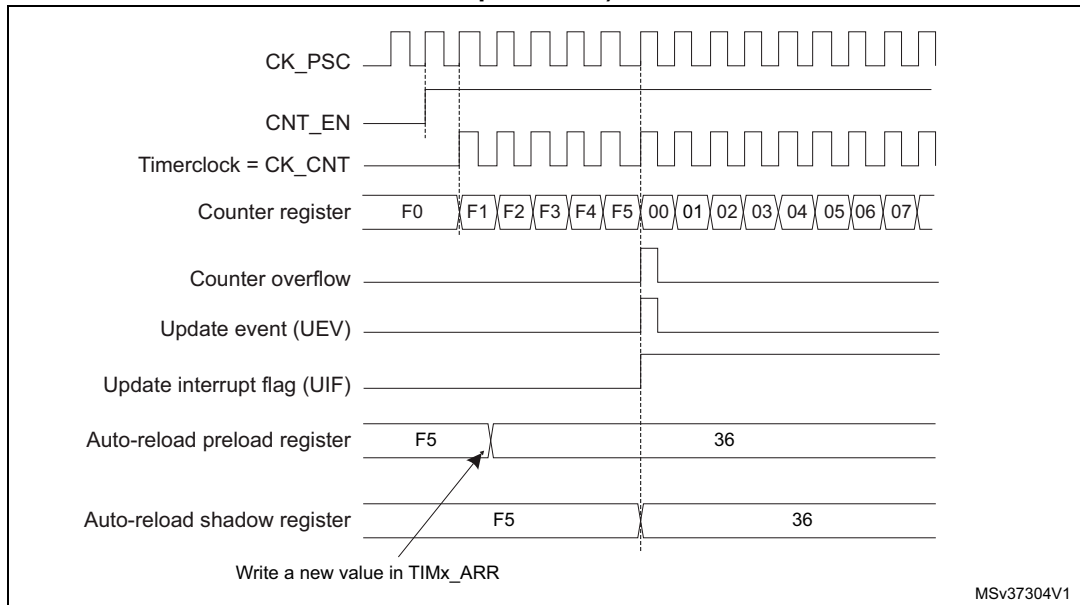 CK_PSC
CNT_EN
Timerclock = CK_CNT
Counter register F0 F1 F2 F3 F4 F5 00 01 02 03 04 05 06 07
Counter overflow
Update event (UEV)
Update interrupt flag (UIF)
Auto-reload preload register F5 36
Auto-reload shadow register F5 36
Write a new value in TIMx_ARR
MSv37304V1